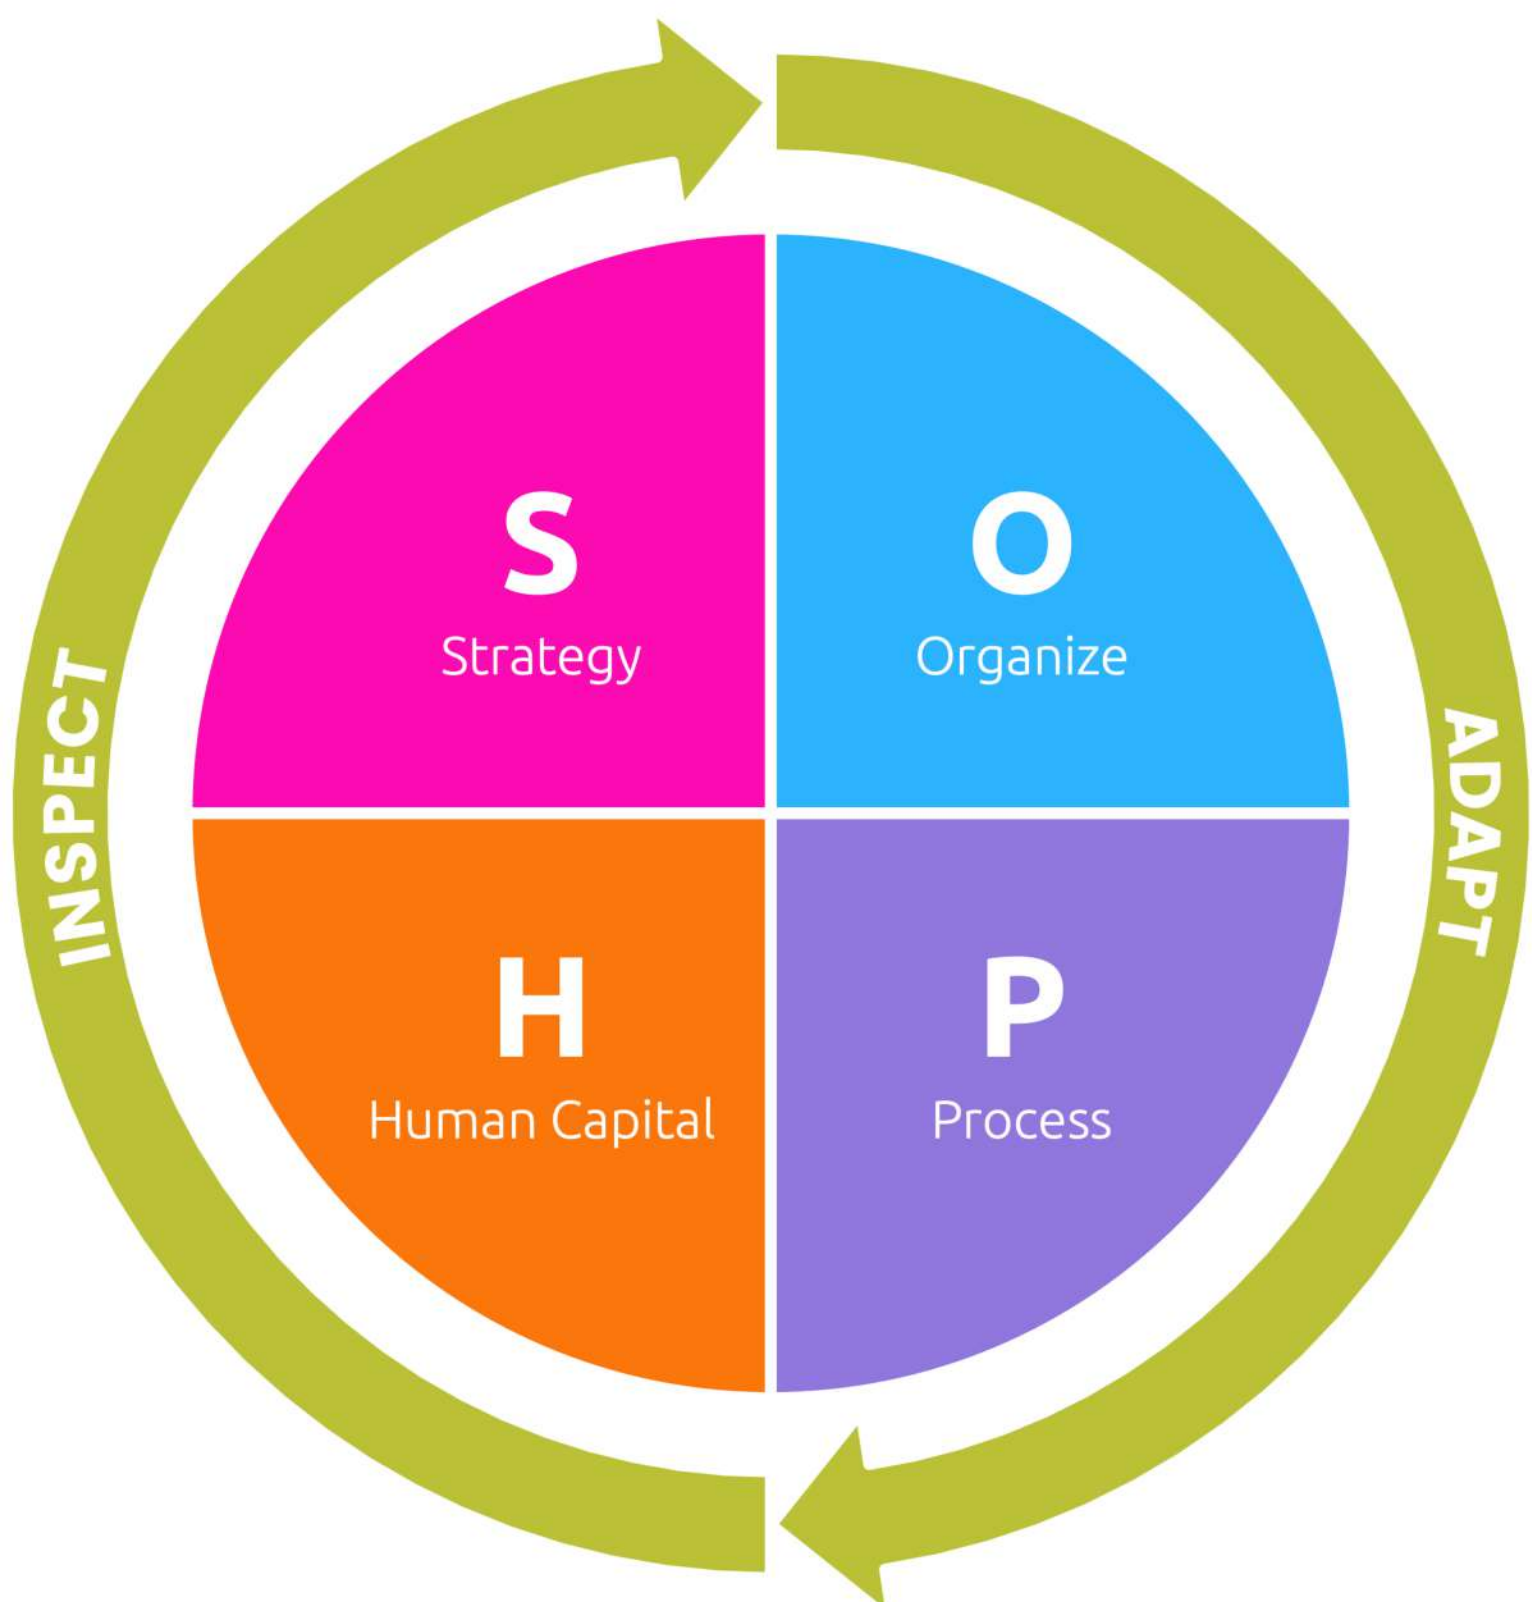 S
Strategy
O
Organize
H
Human Capital
P
Process
INSPECT
ADAPT